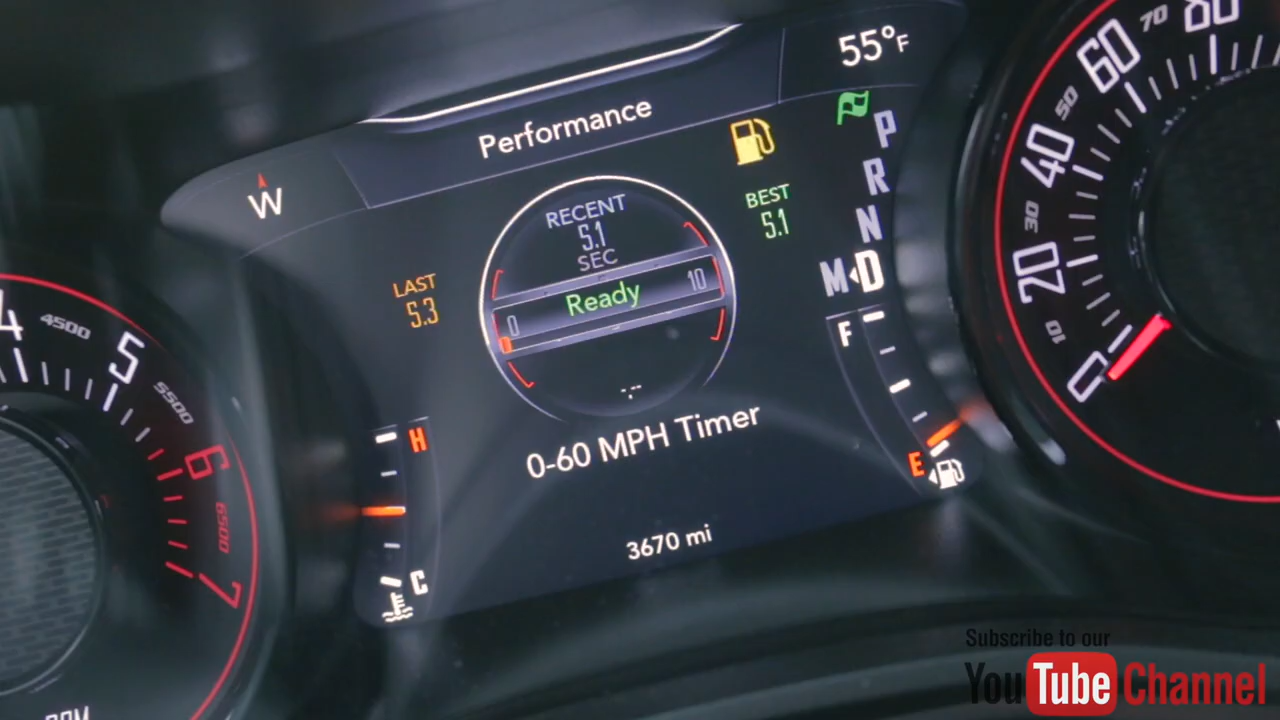 55°F
Performance
W
P
R
N
M◂D
RECENT
5.1
SEC
BEST
5.1
LAST
5.3
Ready
0
10
-.--
0-60 MPH Timer
3670 mi
H
C
F
E
4
4500
5
5500
6
6500
7
RPM
0
10
20
30
40
50
60
70
80
Subscribe to our
YouTube Channel